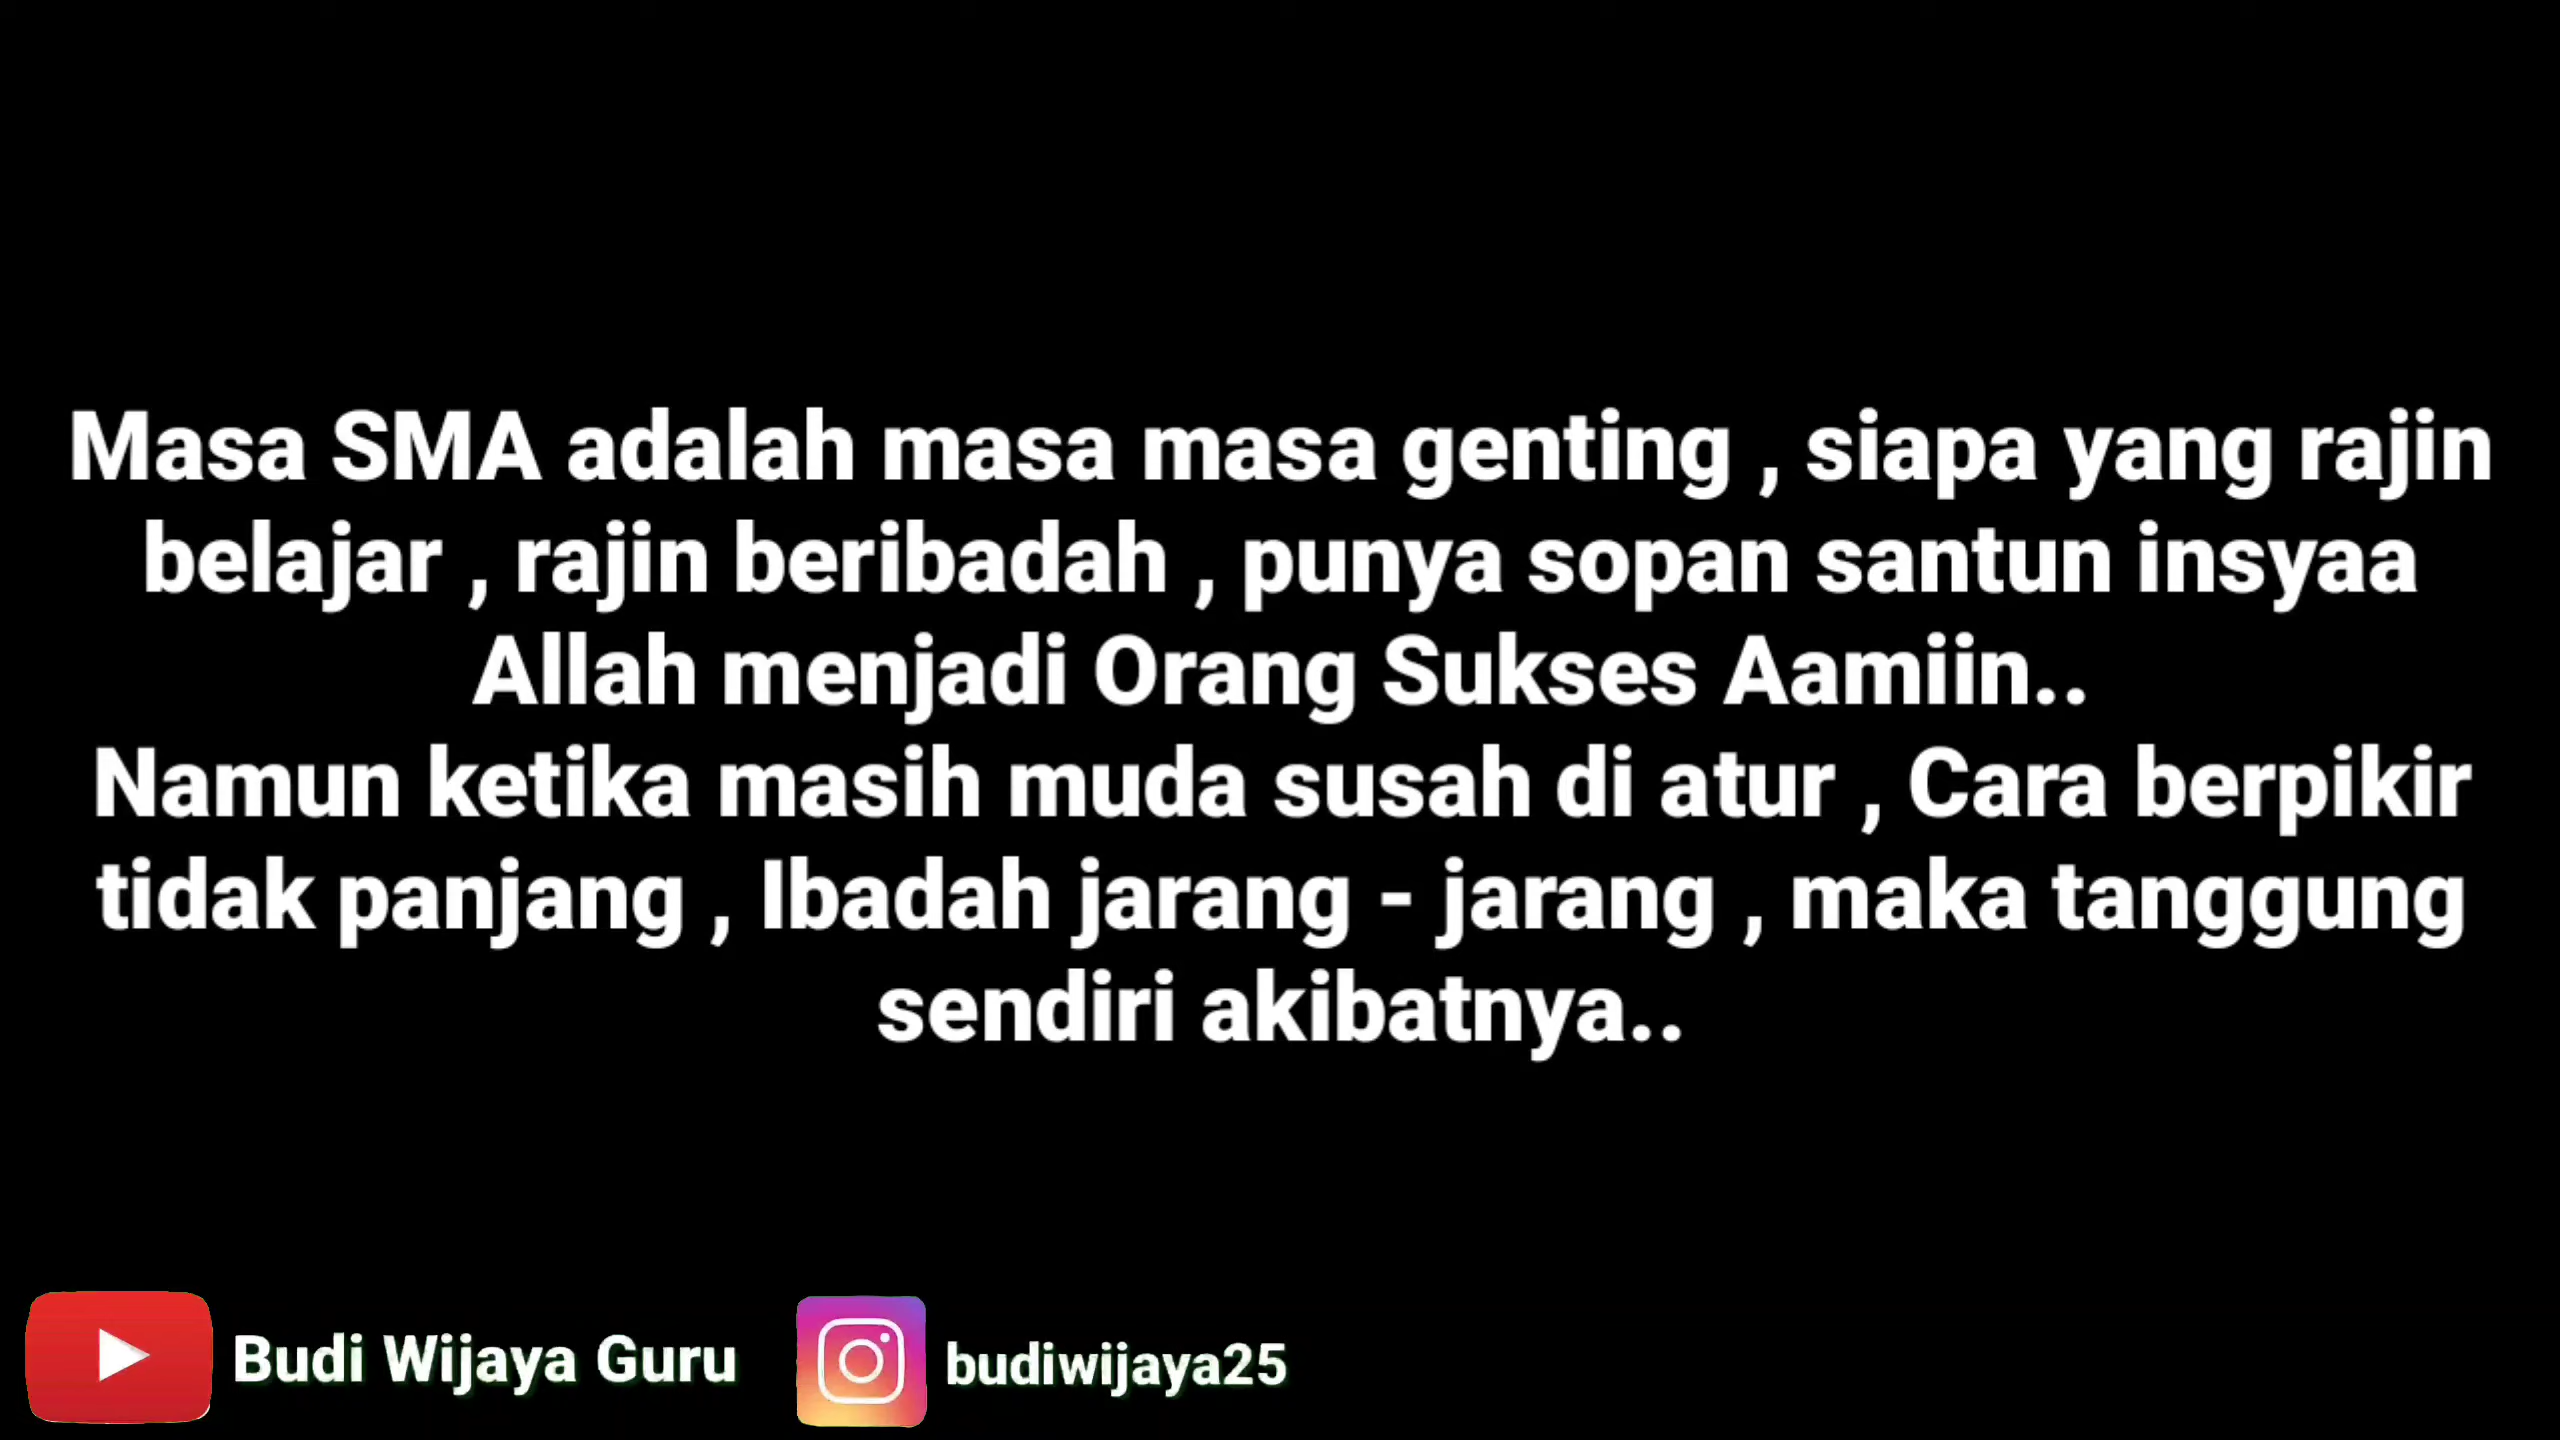 Masa SMA adalah masa masa genting , siapa yang rajin
belajar , rajin beribadah , punya sopan santun insyaa
Allah menjadi Orang Sukses Aamiin..
Namun ketika masih muda susah di atur , Cara berpikir
tidak panjang , Ibadah jarang - jarang , maka tanggung
sendiri akibatnya..
Budi Wijaya Guru
budiwijaya25